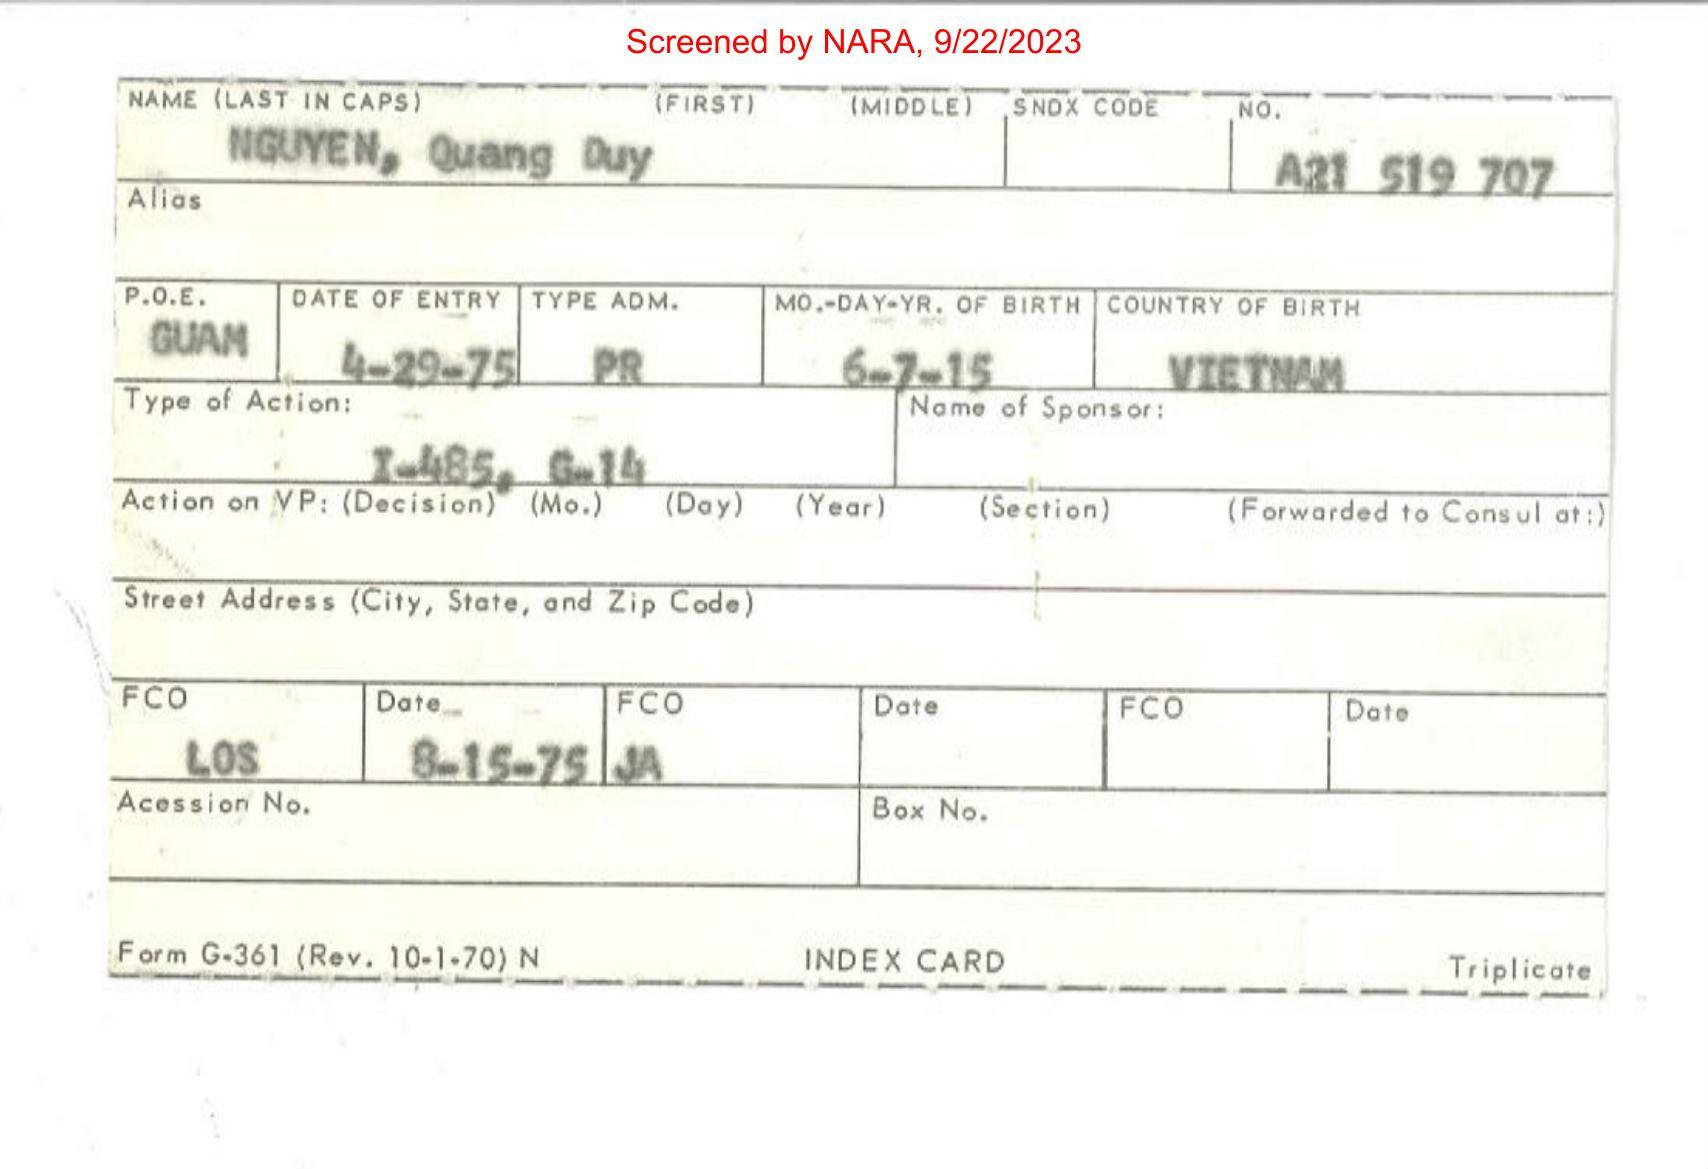 Screened by NARA, 9/22/2023
NAME (LAST IN CAPS) (FIRST) (MIDDLE) SNDX CODE NO.
NGUYEN, Quang Duy A21 519 707
Alias
P.O.E. DATE OF ENTRY TYPE ADM. MO.-DAY-YR. OF BIRTH COUNTRY OF BIRTH
GUAM 4-29-75 PR 6-7-15 VIETNAM
Type of Action: Name of Sponsor:
I-485, G-14
Action on VP: (Decision) (Mo.) (Day) (Year) (Section) (Forwarded to Consul at:)
Street Address (City, State, and Zip Code)
FCO Date FCO Date FCO Date
LOS 8-15-75 JA
Acession No. Box No.
Form G-361 (Rev. 10-1-70) N INDEX CARD Triplicate